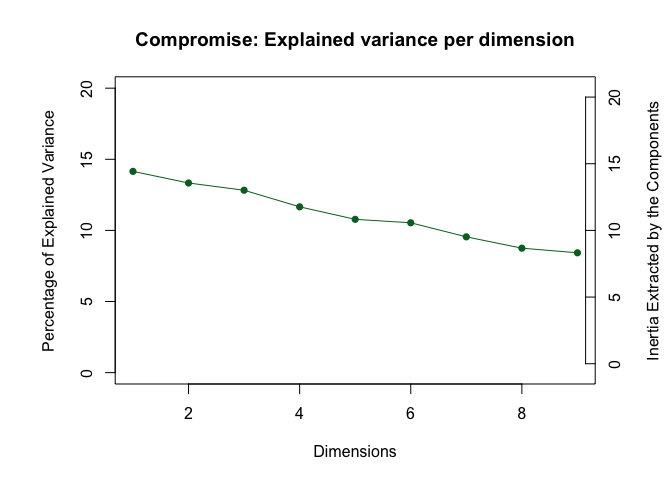 Compromise: Explained variance per dimension
Percentage of Explained Variance
20
15
10
5
0
20
15
10
5
0
Inertia Extracted by the Components
2 4 6 8
Dimensions